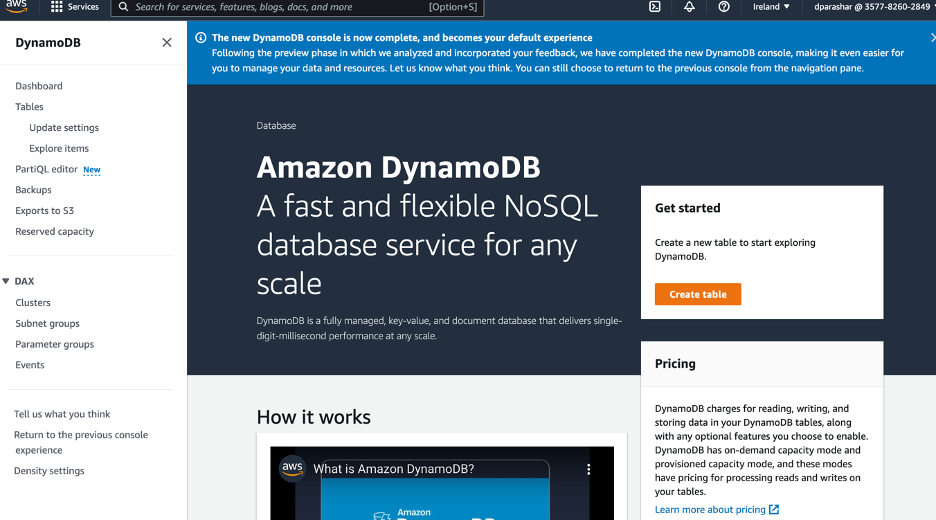 aws
Services
Search for services, features, blogs, docs, and more
[Option+S]
Ireland
dparashar @ 3577-8260-2849
DynamoDB
Dashboard
Tables
Update settings
Explore items
PartiQL editor New
Backups
Exports to S3
Reserved capacity
DAX
Clusters
Subnet groups
Parameter groups
Events
Tell us what you think
Return to the previous console
experience
Density settings
The new DynamoDB console is now complete, and becomes your default experience
Following the preview phase in which we analyzed and incorporated your feedback, we have completed the new DynamoDB console, making it even easier for
you to manage your data and resources. Let us know what you think. You can still choose to return to the previous console from the navigation pane.
Database
Amazon DynamoDB
A fast and flexible NoSQL
database service for any
scale
DynamoDB is a fully managed, key-value, and document database that delivers single-
digit-millisecond performance at any scale.
Get started
Create a new table to start exploring
DynamoDB.
Create table
Pricing
DynamoDB charges for reading, writing, and
storing data in your DynamoDB tables, along
with any optional features you choose to enable.
DynamoDB has on-demand capacity mode and
provisioned capacity mode, and these modes
have pricing for processing reads and writes on
your tables.
Learn more about pricing
How it works
aws
What is Amazon DynamoDB?
Amazon